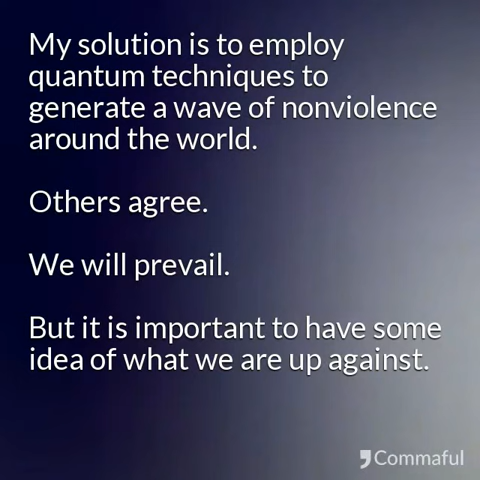 My solution is to employ
quantum techniques to
generate a wave of nonviolence
around the world.
Others agree.
We will prevail.
But it is important to have some
idea of what we are up against.
Commaful